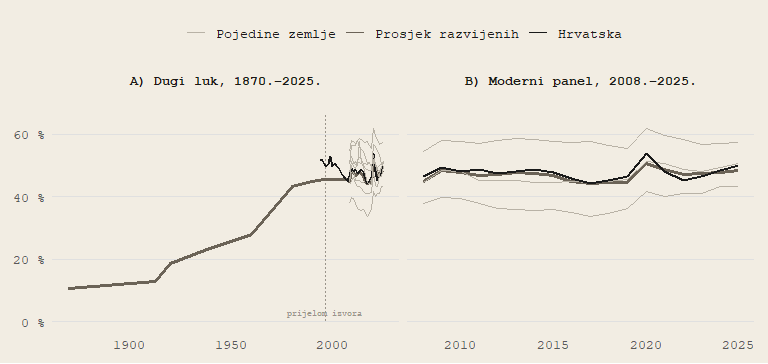 Pojedine zemlje Prosjek razvijenih Hrvatska
A) Dugi luk, 1870.–2025. B) Moderni panel, 2008.–2025.
60 %
40 %
20 %
0 %
prijelom izvora
1900 1950 2000 2010 2015 2020 2025